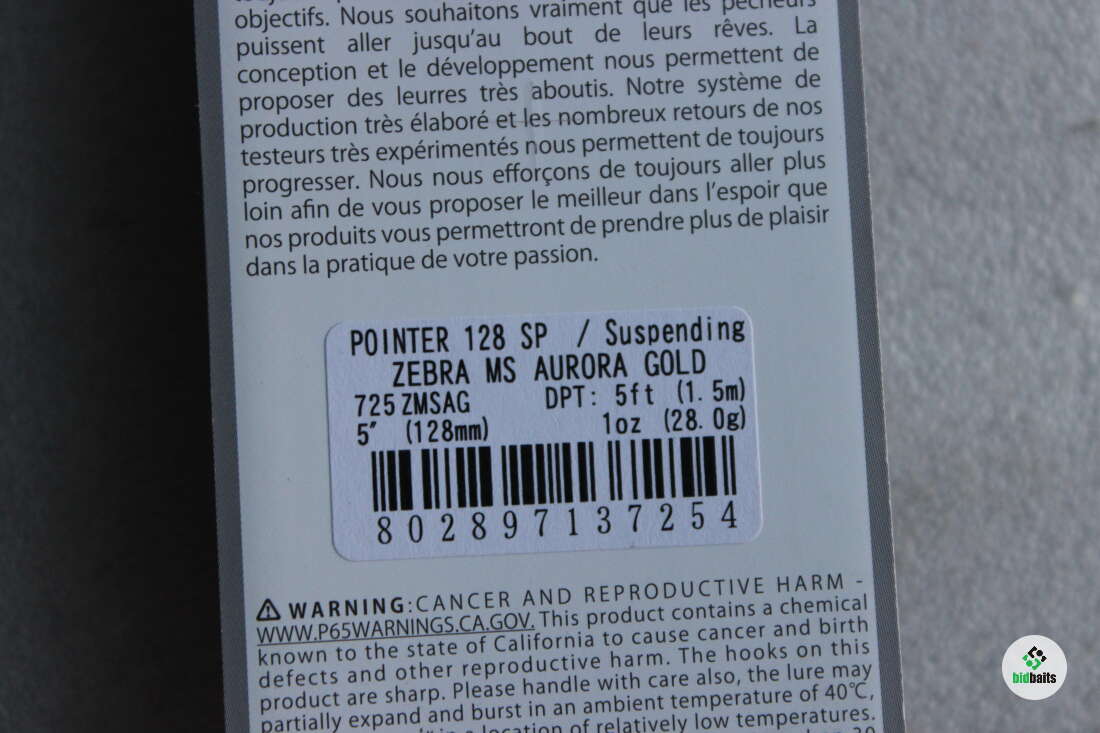 objectifs. Nous souhaitons vraiment que les pêcheurs
puissent aller jusqu'au bout de leurs rêves. La
conception et le développement nous permettent de
proposer des leurres très aboutis. Notre système de
production très élaboré et les nombreux retours de nos
testeurs très expérimentés nous permettent de toujours
progresser. Nous nous efforçons de toujours aller plus
loin afin de vous proposer le meilleur dans l'espoir que
nos produits vous permettront de prendre plus de plaisir
dans la pratique de votre passion.
POINTER 128 SP / Suspending
ZEBRA MS AURORA GOLD
725 ZMSAG DPT: 5ft (1.5m)
5" (128mm) 1oz (28.0g)
802897137254
WARNING:CANCER AND REPRODUCTIVE HARM -
WWW.P65WARNINGS.CA.GOV. This product contains a chemical
known to the state of California to cause cancer and birth
defects and other reproductive harm. The hooks on this
product are sharp. Please handle with care also, the lure may
partially expand and burst in an ambient temperature of 40℃,
in a location of relatively low temperatures.
bidbaits